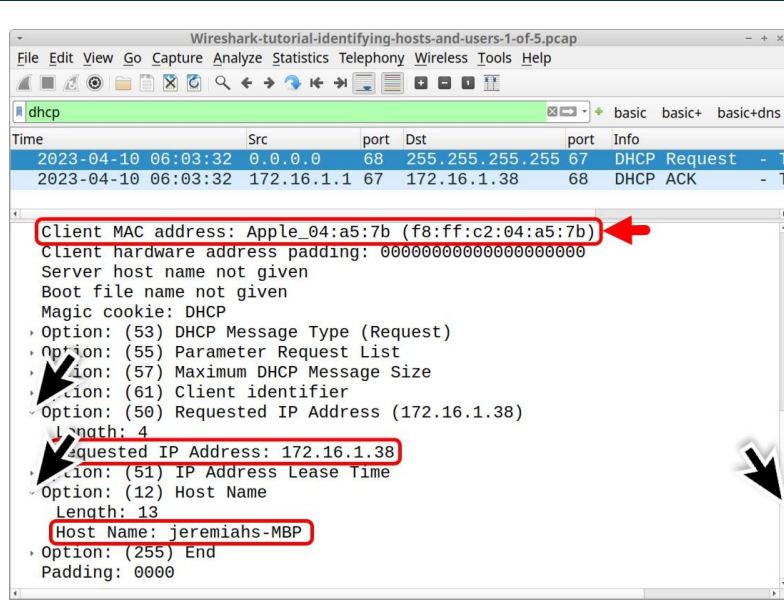 Wireshark-tutorial-identifying-hosts-and-users-1-of-5.pcap
File Edit View Go Capture Analyze Statistics Telephony Wireless Tools Help
dhcp basic basic+ basic+dns
Time Src port Dst port Info
2023-04-10 06:03:32 0.0.0.0 68 255.255.255.255 67 DHCP Request -
2023-04-10 06:03:32 172.16.1.1 67 172.16.1.38 68 DHCP ACK -
Client MAC address: Apple_04:a5:7b (f8:ff:c2:04:a5:7b)
Client hardware address padding: 00000000000000000000
Server host name not given
Boot file name not given
Magic cookie: DHCP
Option: (53) DHCP Message Type (Request)
Option: (55) Parameter Request List
(57) Maximum DHCP Message Size
(61) Client identifier
Option: (50) Requested IP Address (172.16.1.38)
Length: 4
IP Address: 172.16.1.38
(51) IP Address Lease Time
Option: (12) Host Name
Length: 13
Host Name: jeremiahs-MBP
Option: (255) End
Padding: 0000